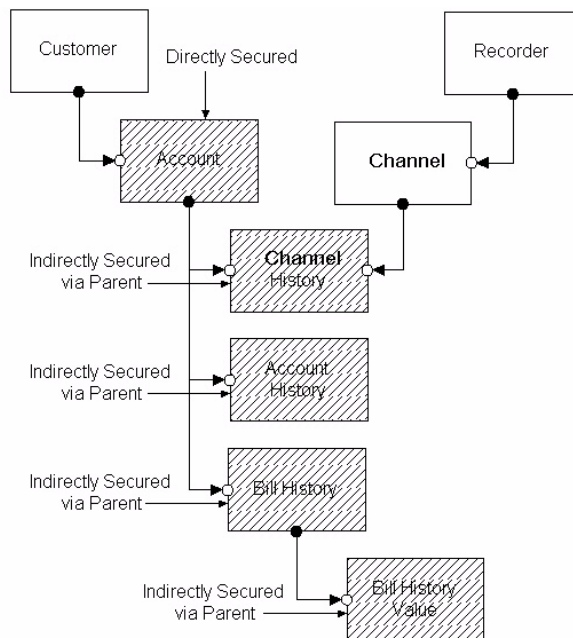 Customer
Recorder
Directly Secured
Account
Channel
Indirectly Secured
via Parent
Channel
History
Indirectly Secured
via Parent
Account
History
Indirectly Secured
via Parent
Bill History
Indirectly Secured
via Parent
Bill History
Value